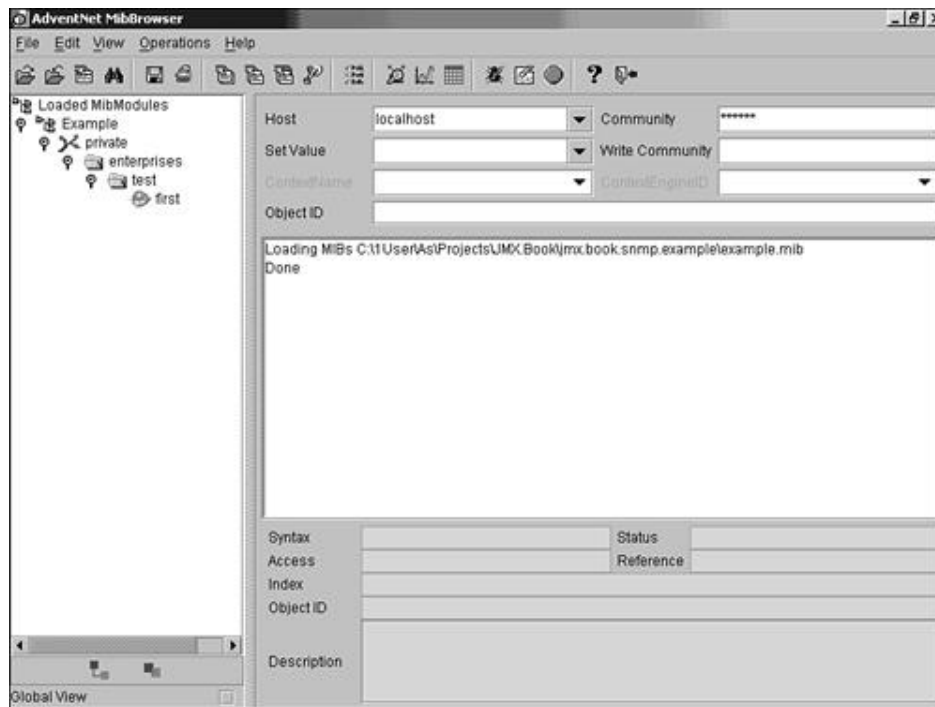 AdventNet MibBrowser
File Edit View Operations Help
Loaded MibModules
Example
private
enterprises
test
first
Host localhost Community ******
Set Value Write Community
ContextName ContextEngineID
Object ID
Loading MIBs C:\1User\As\Projects\JMX.Book\jmx.book.snmp.example\example.mib
Done
Syntax Status
Access Reference
Index
Object ID
Description
Global View